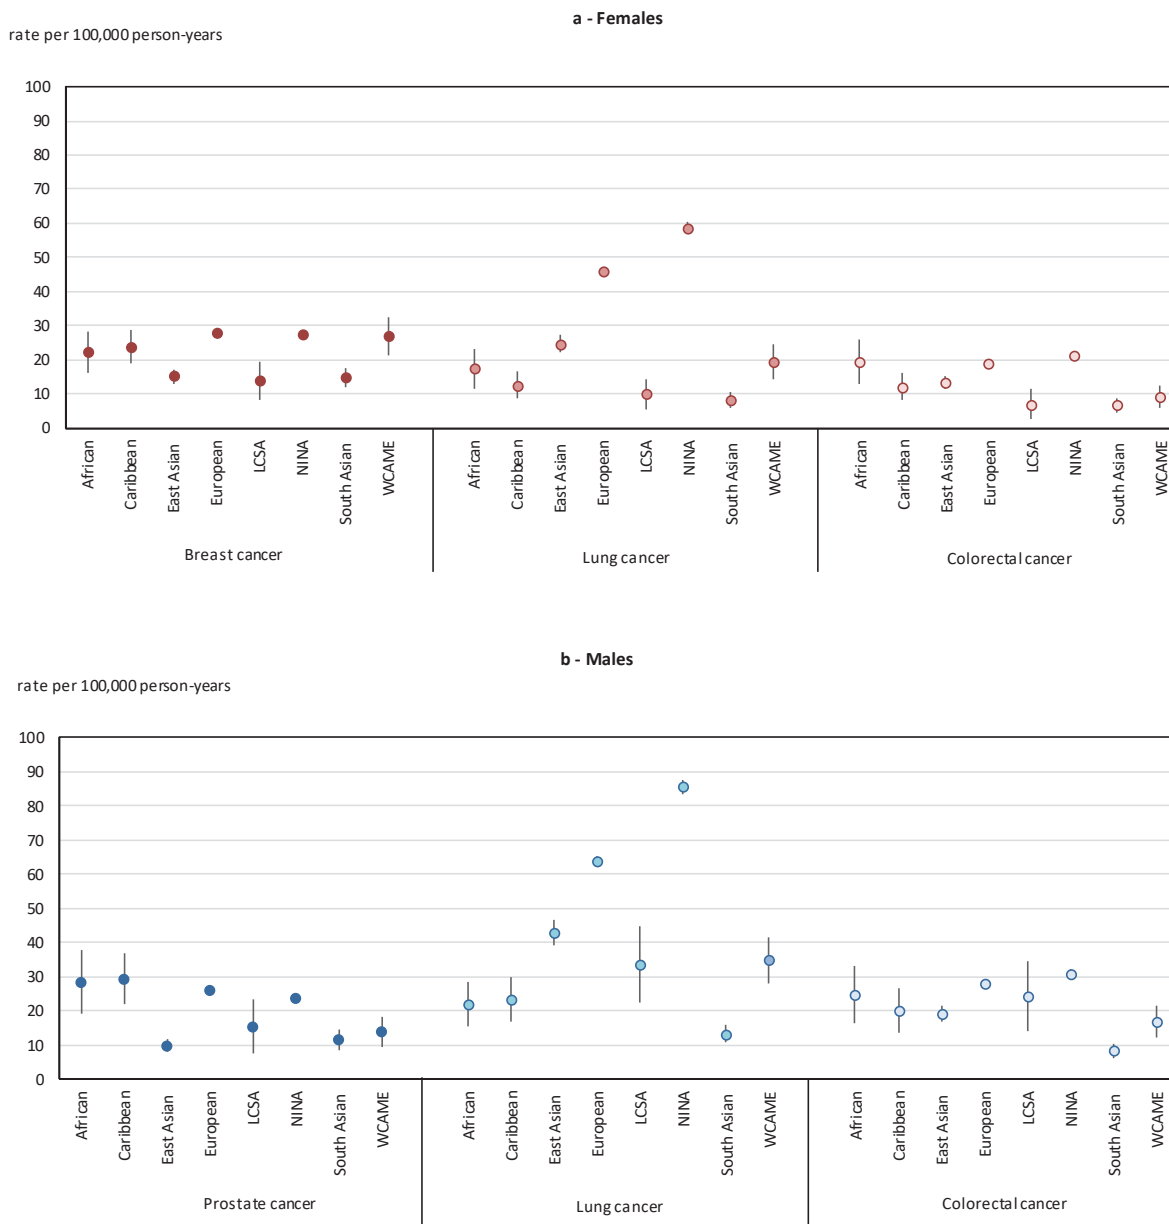 a - Females
rate per 100,000 person-years
100
90
80
70
60
50
40
30
20
10
0
African
Caribbean
East Asian
European
LCSA
NINA
South Asian
WCAME
African
Caribbean
East Asian
European
LCSA
NINA
South Asian
WCAME
African
Caribbean
East Asian
European
LCSA
NINA
South Asian
WCAME
Breast cancer
Lung cancer
Colorectal cancer
b - Males
rate per 100,000 person-years
100
90
80
70
60
50
40
30
20
10
0
African
Caribbean
East Asian
European
LCSA
NINA
South Asian
WCAME
African
Caribbean
East Asian
European
LCSA
NINA
South Asian
WCAME
African
Caribbean
East Asian
European
LCSA
NINA
South Asian
WCAME
Prostate cancer
Lung cancer
Colorectal cancer